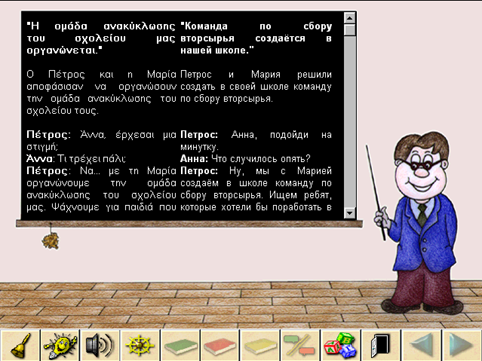 "Η ομάδα ανακύκλωσης
του σχολείου μας
οργανώνεται."
Ο Πέτρος και η Μαρία
αποφάσισαν να οργανώσουν
την ομάδα ανακύκλωσης του
σχολείου τους.
Πέτρος: Άννα, έρχεσαι μια
στιγμή;
Άννα: Τι τρέχει πάλι;
Πέτρος: Να... με τη Μαρία
οργανώνουμε την ομάδα
ανακύκλωσης του σχολείου
μας. Ψάχνουμε για παιδιά που
"Команда по сбору
вторсырья создаётся в
нашей школе."
Петрос и Мария решили
создать в своей школе команду
по сбору вторсырья.
Петрос: Анна, подойди на
минутку.
Анна: Что случилось опять?
Петрос: Ну, мы с Марией
создаём в школе команду по
сбору вторсырья. Ищем ребят,
которые хотели бы поработать в